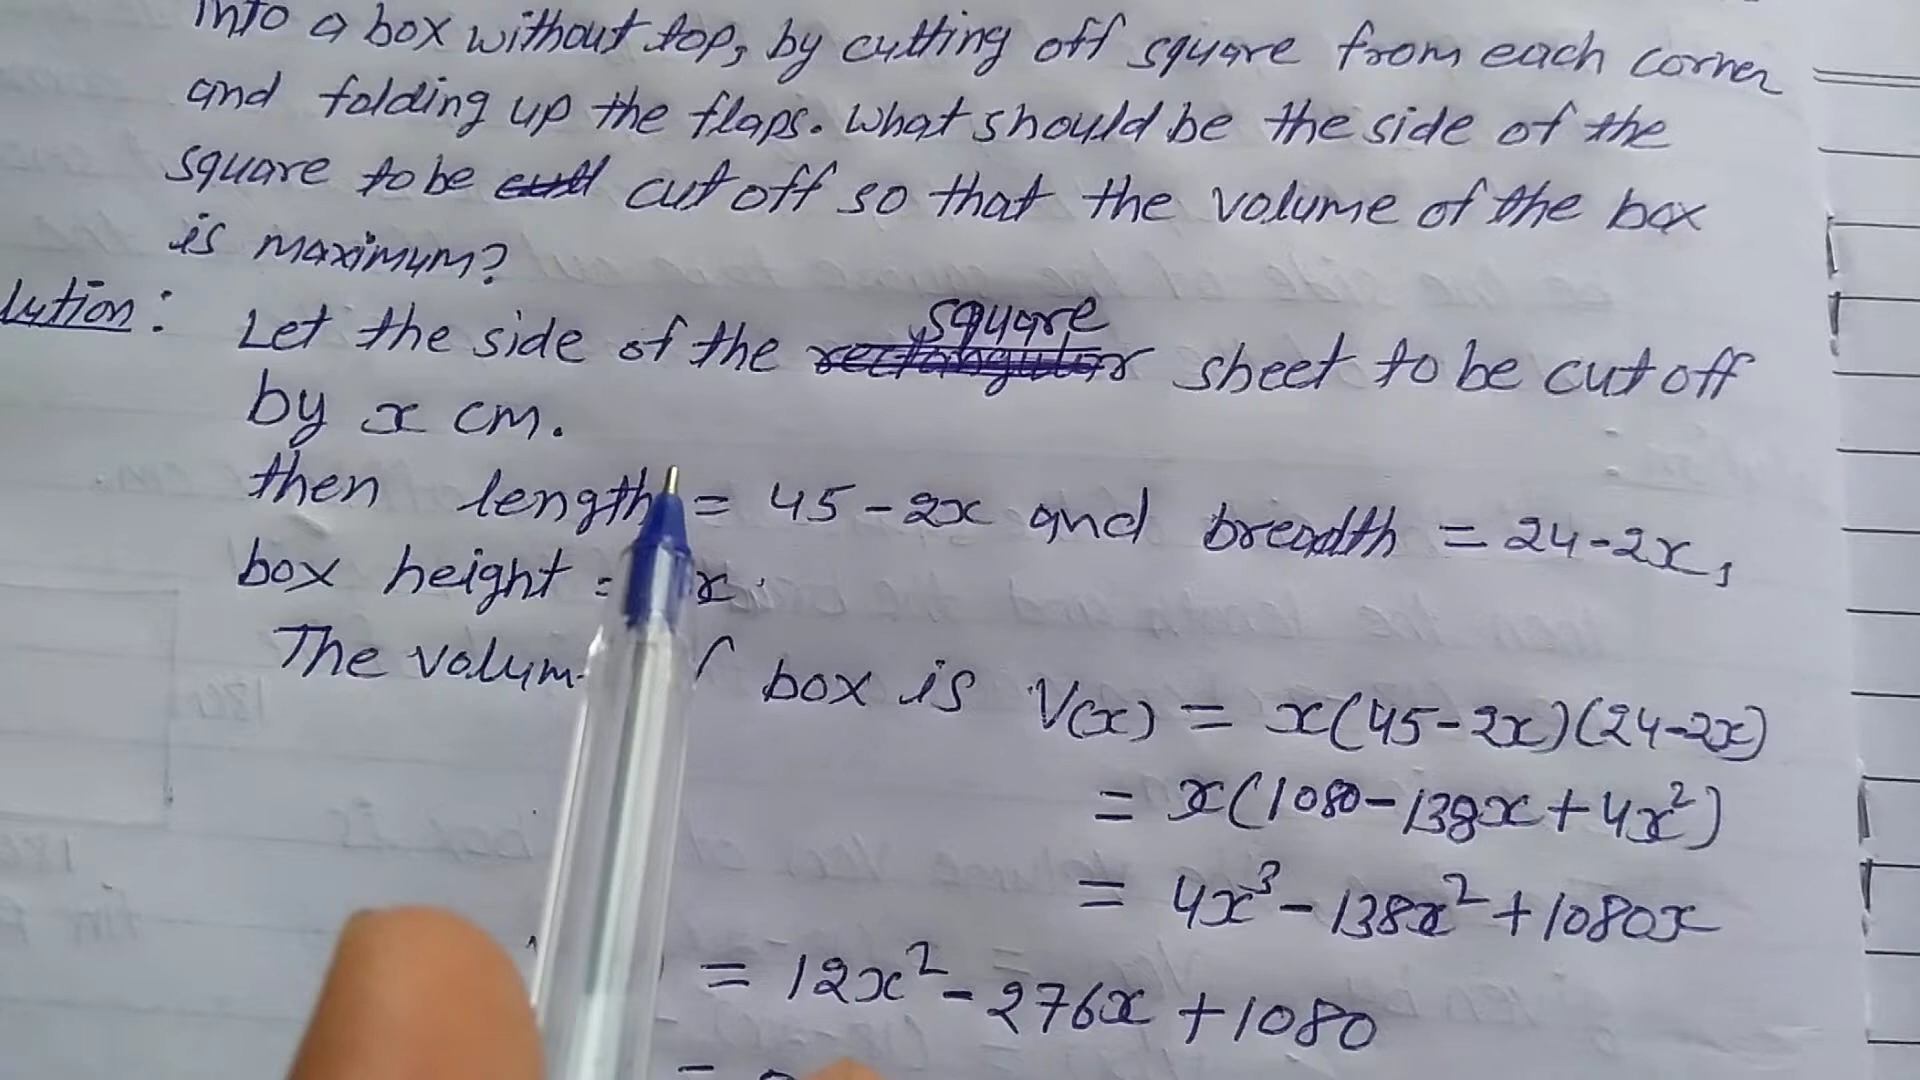 into a box without top, by cutting off square from each corner
and folding up the flaps. What should be the side of the
square to be cut off so that the volume of the box
is maximum?
lution: Let the side of the square sheet to be cut off
by x cm.
then length = 45-2x and breadth = 24-2x,
box height = x.
The volum box is V(x) = x(45-2x)(24-2x)
= x(1080-138x+4x²)
= 4x³-138x²+1080x
= 12x²-276x+1080